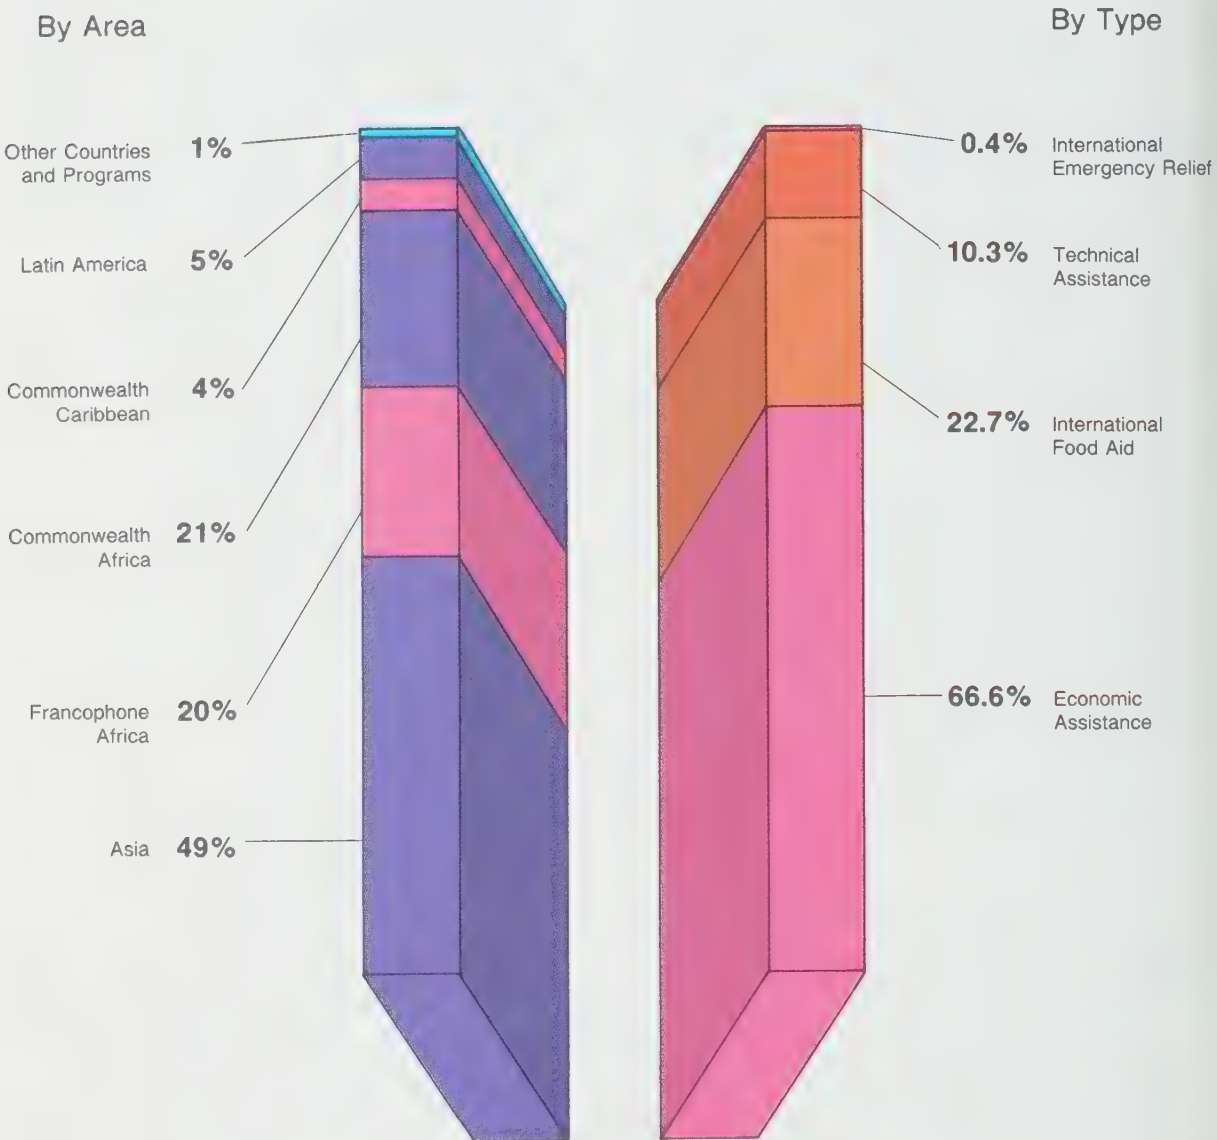 By Area
Other Countries
and Programs
1%
Latin America
5%
Commonwealth
Caribbean
4%
Commonwealth
Africa
21%
Francophone
Africa
20%
Asia
49%
By Type
0.4%
International
Emergency Relief
10.3%
Technical
Assistance
22.7%
International
Food Aid
66.6%
Economic
Assistance